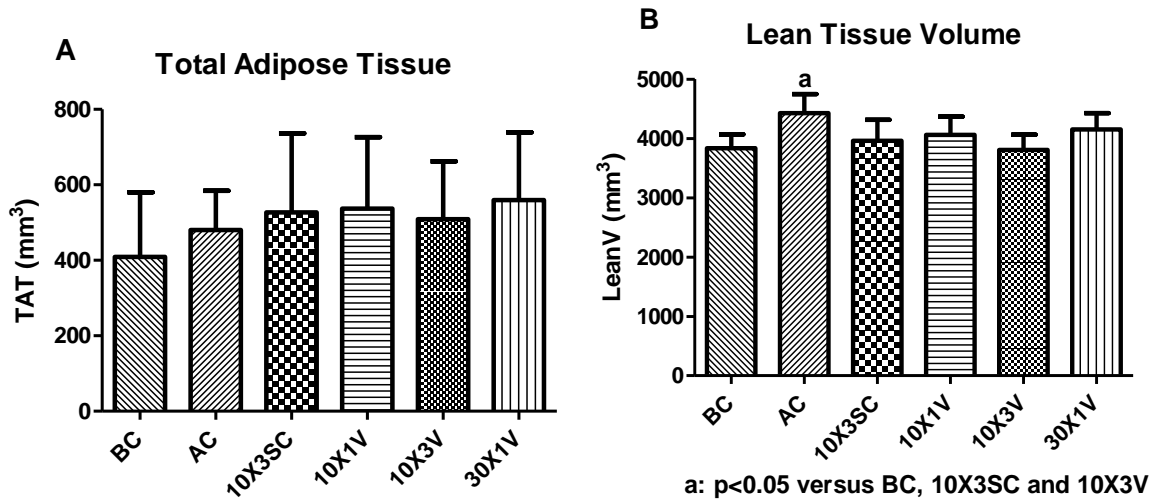 A
Total Adipose Tissue
TAT (mm³)
800
600
400
200
0
BC
AC
10X3SC
10X1V
10X3V
30X1V
B
Lean Tissue Volume
LeanV (mm³)
5000
4000
3000
2000
1000
0
a
BC
AC
10X3SC
10X1V
10X3V
30X1V
a: p<0.05 versus BC, 10X3SC and 10X3V